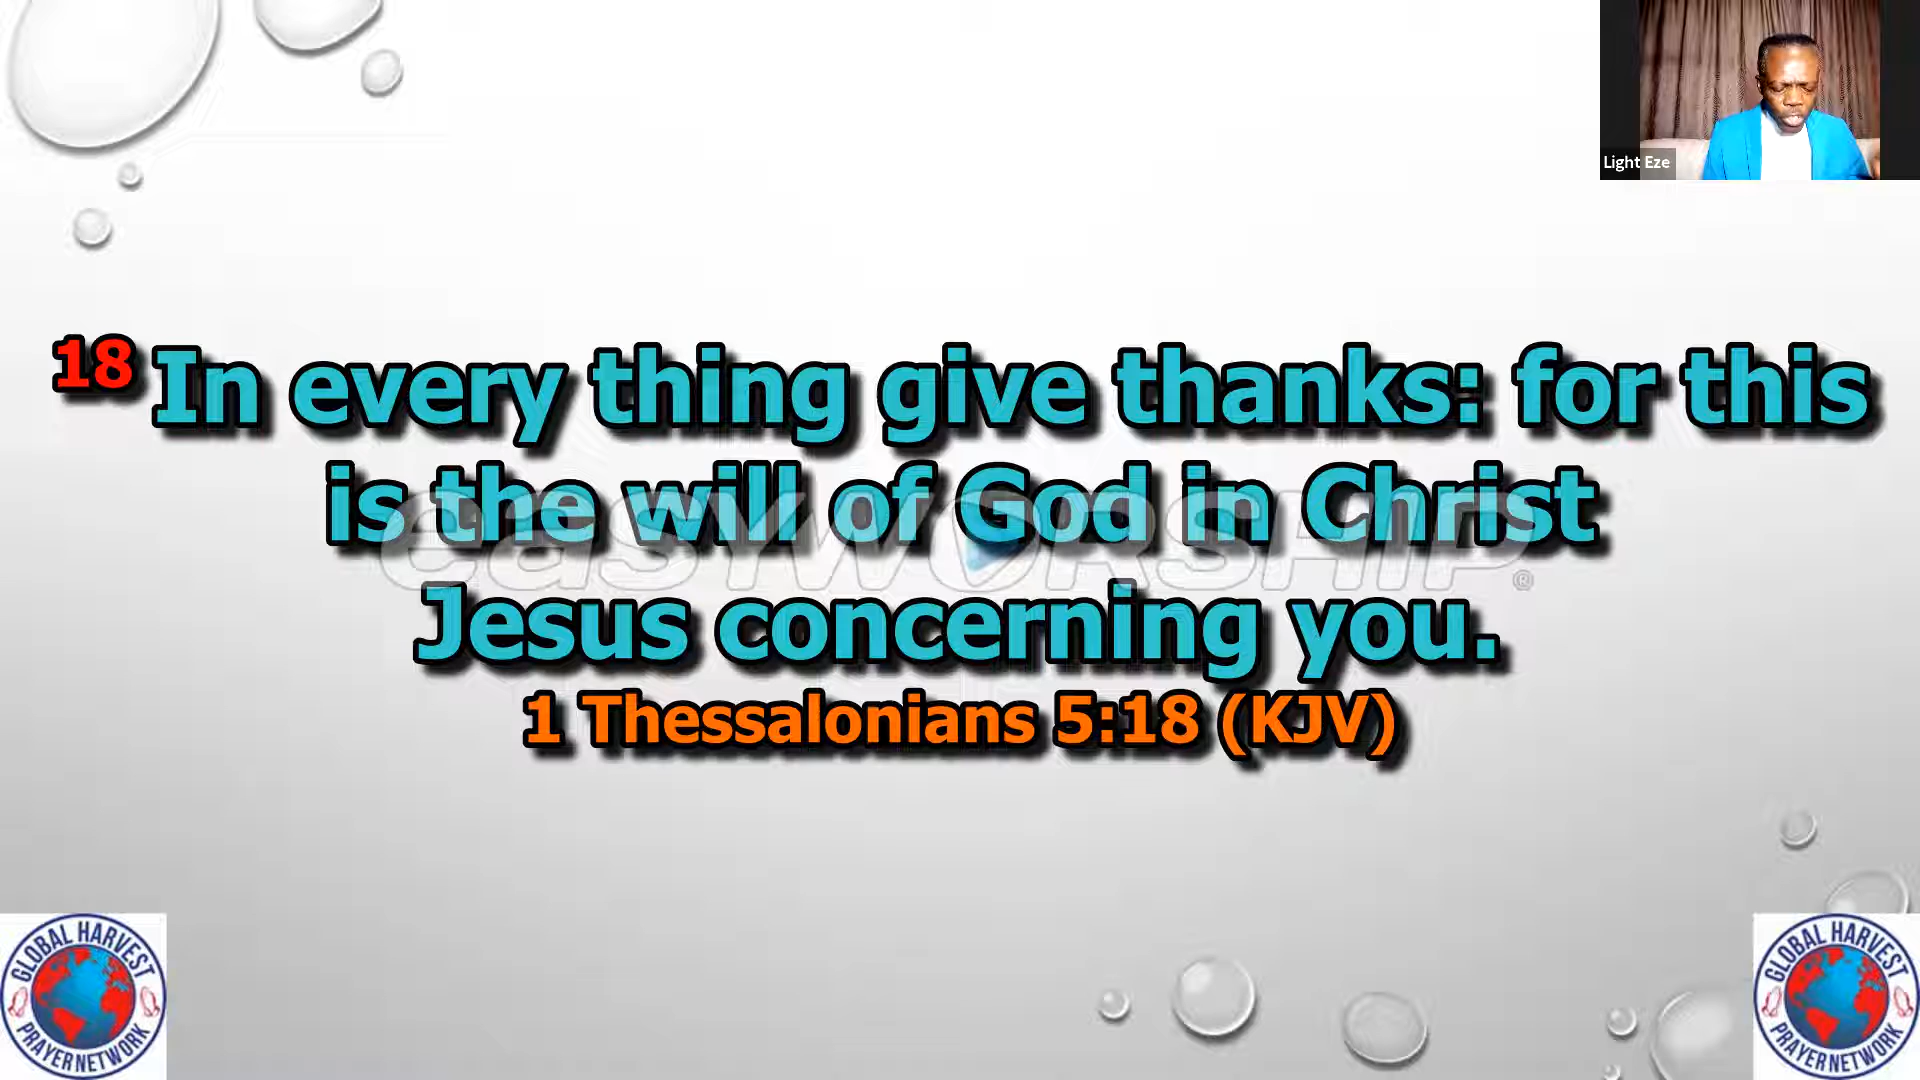 Light Eze
18 In every thing give thanks: for this
is the will of God in Christ
Jesus concerning you.
1 Thessalonians 5:18 (KJV)
easyWORSHIP®
GLOBAL HARVEST
PRAYER NETWORK
GLOBAL HARVEST
PRAYER NETWORK